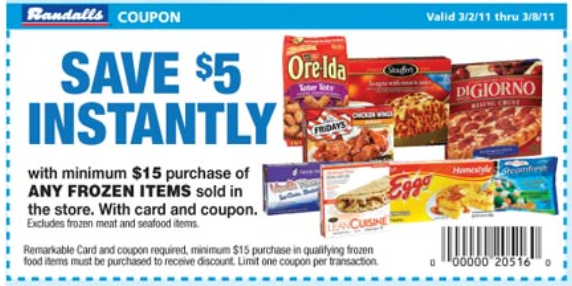 Randalls COUPON Valid 3/2/11 thru 3/8/11
SAVE $5
INSTANTLY
with minimum $15 purchase of
ANY FROZEN ITEMS sold in
the store. With card and coupon.
Excludes frozen meat and seafood items.
Remarkable Card and coupon required, minimum $15 purchase in qualifying frozen
food items must be purchased to receive discount. Limit one coupon per transaction.
Ore-Ida
Tater Tots
Stouffer's
DIGIORNO
RISING CRUST
FRIDAYS
CHICKEN WINGS
Vanilla
LEAN CUISINE
Eggo
Homestyle
Steamfresh
0 00000 20516 0